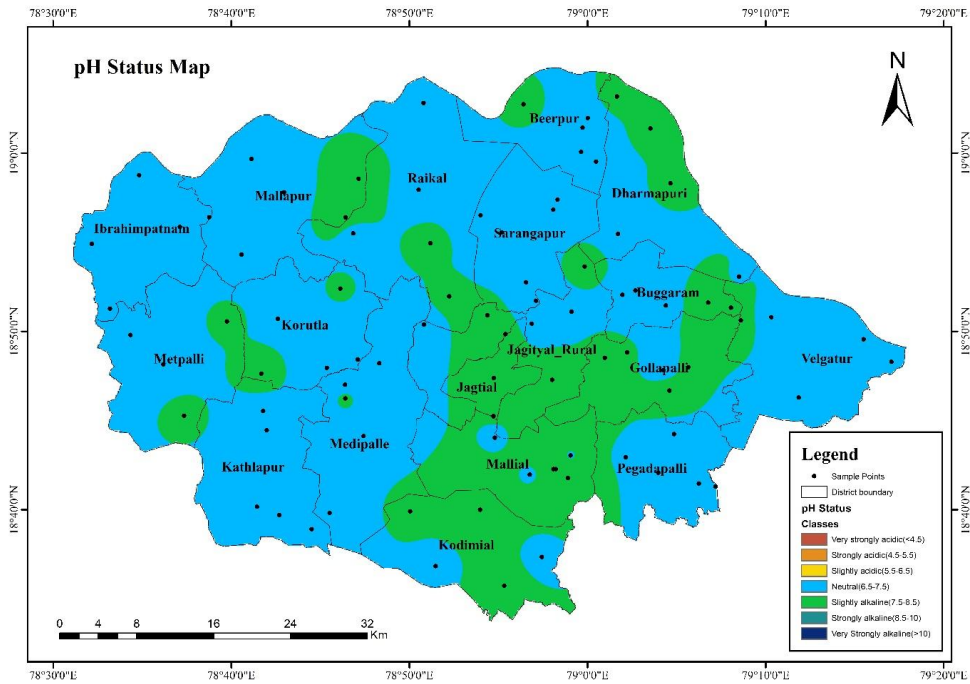 78°30'0"E 78°40'0"E 78°50'0"E 79°0'0"E 79°10'0"E 79°20'0"E
pH Status Map
N
Beerpur
19°0'0"N 19°0'0"N
Raikal
Mallapur
Dharmapuri
Ibrahimpatnam
Sarangapur
Buggaram
Korutla
18°50'0"N 18°50'0"N
Jagityal_Rural
Metpalli
Velgatur
Gollapalli
Jagtial
Medipalle
Legend
Mallial
Kathlapur
Pegadapalli
Sample Points
District boundary
pH Status
Classes
18°40'0"N 18°40'0"N
Very strongly acidic(<4.5)
Kodimial
Strongly acidic(4.5-5.5)
Slightly acidic(5.5-6.5)
Neutral(6.5-7.5)
Slightly alkaline(7.5-8.5)
Strongly alkaline(8.5-10)
Very Strongly alkaline(>10)
0 2 4 8 16 24 32
Km
78°30'0"E 78°40'0"E 78°50'0"E 79°0'0"E 79°10'0"E 79°20'0"E